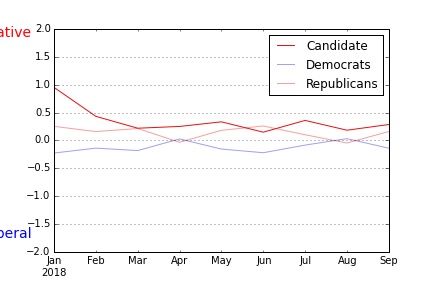 ative
2.0
1.5
1.0
0.5
0.0
−0.5
−1.0
−1.5
−2.0
peral
Candidate
Democrats
Republicans
Jan Feb Mar Apr May Jun Jul Aug Sep
2018